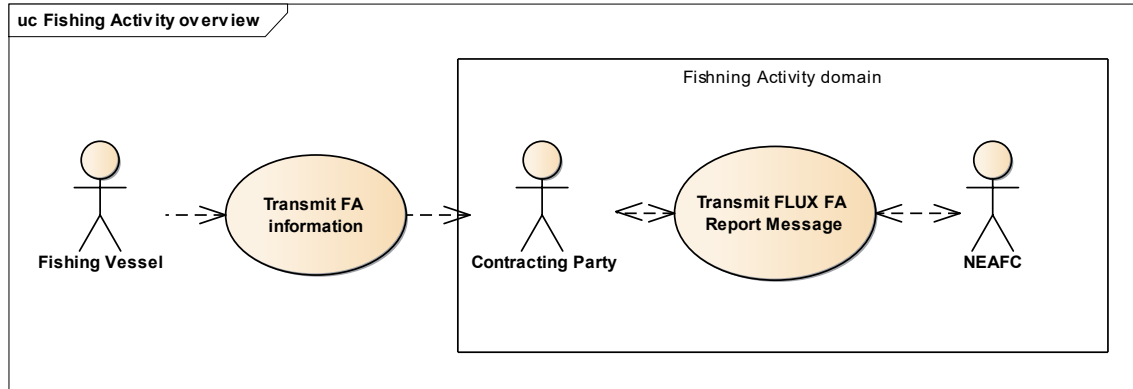 uc Fishing Activity overview
Fishning Activity domain
Transmit FA
information
Transmit FLUX FA
Report Message
Fishing Vessel
Contracting Party
NEAFC